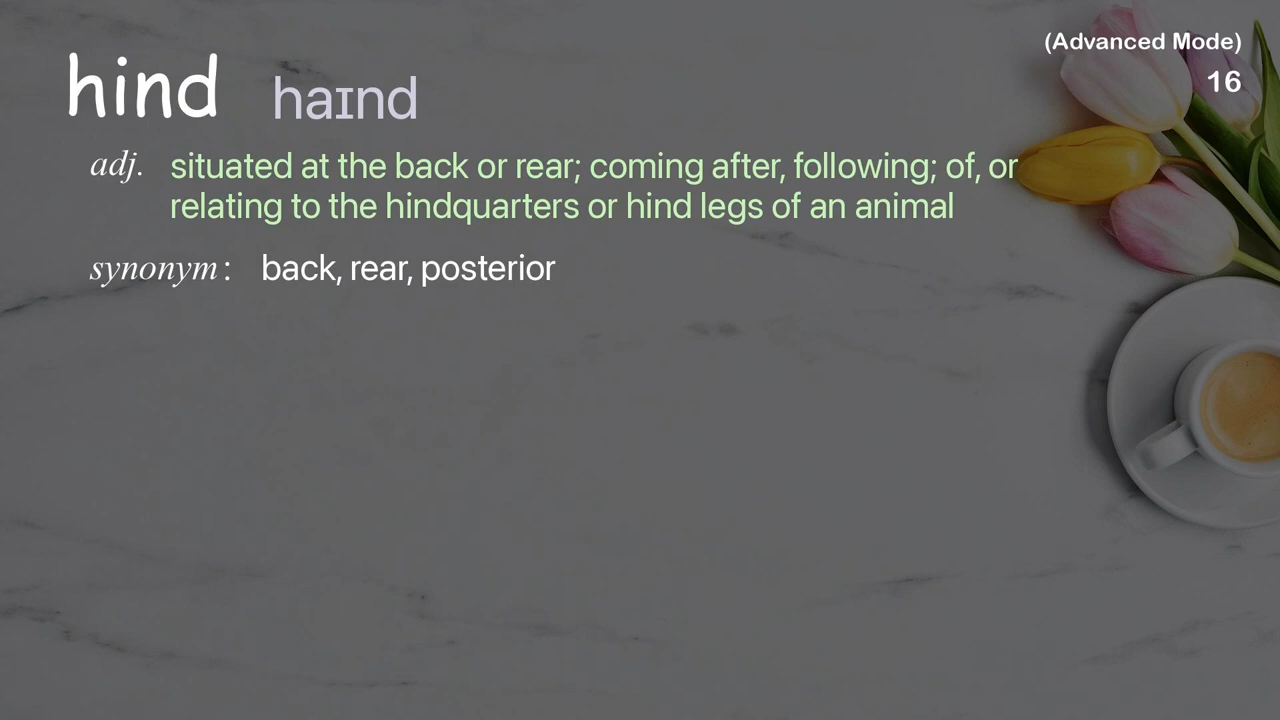 (Advanced Mode)
16
hind haɪnd
adj. situated at the back or rear; coming after, following; of, or
relating to the hindquarters or hind legs of an animal
synonym: back, rear, posterior